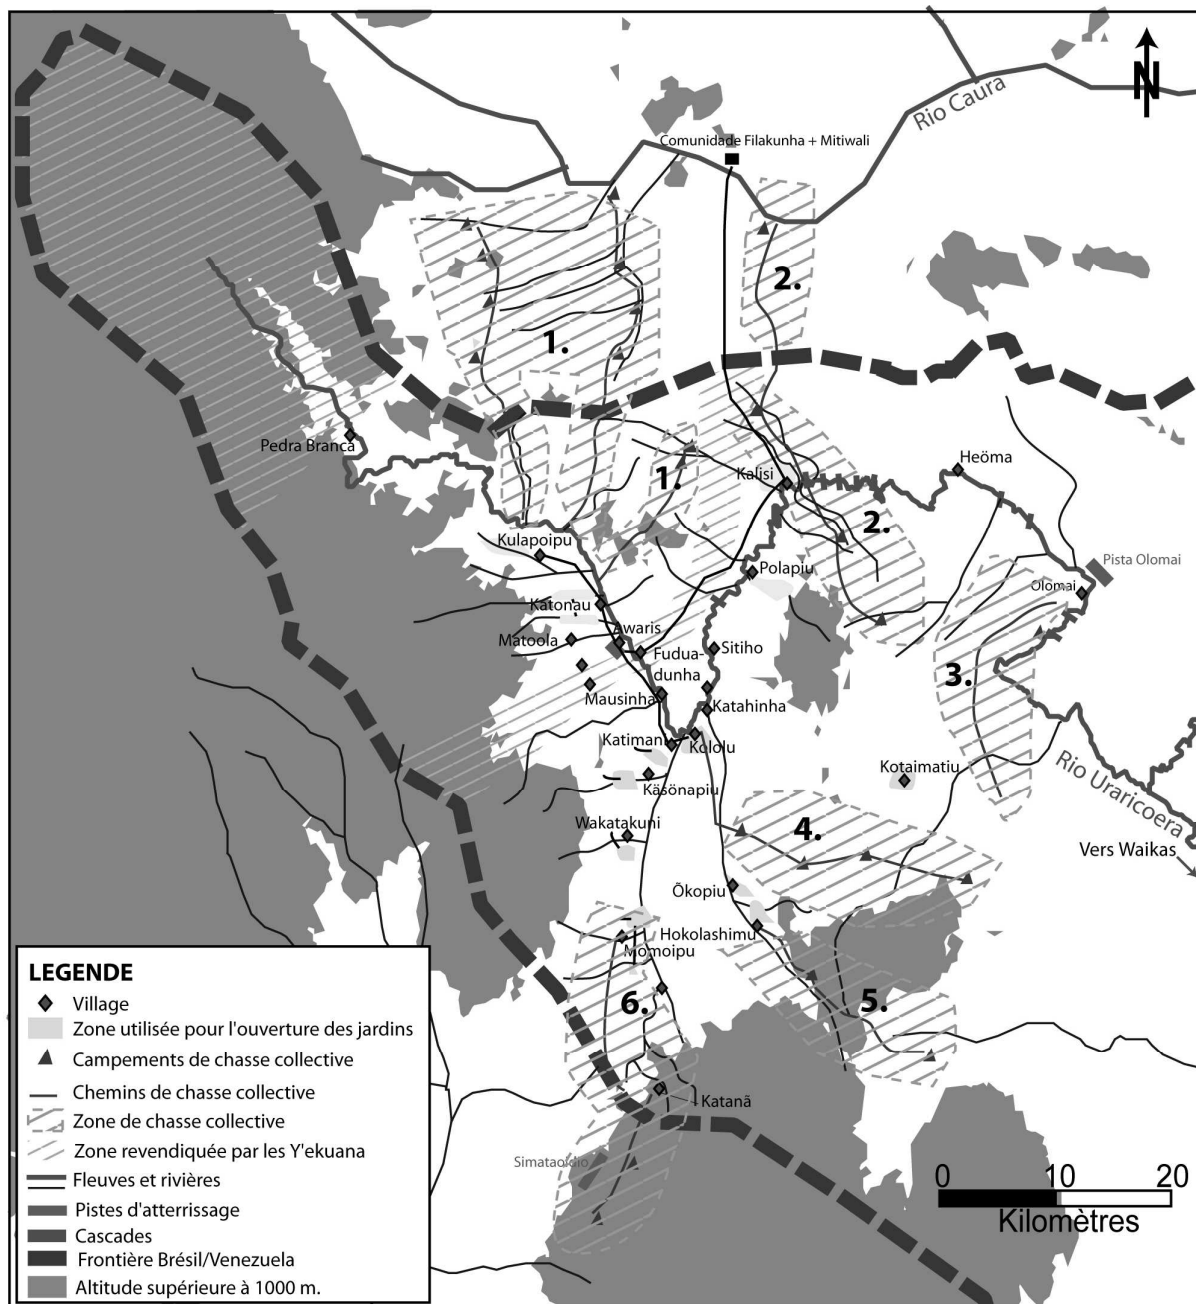 N
Rio Caura
Comunidade Filakunha + Mitiwali
2.
1.
Pedra Branca
1.
Kalisi
Heöma
2.
Kulapoipu
Polapiu
Pista Olomai
Olomai
Katonau
Awaris
Matoola
Fudua-
dunha
Sitiho
3.
Mausinha
Katahinha
Katimani
Kololu
Kotaimatiu
Käsönapiu
Rio Uraricoera
Wakatakuni
4.
Vers Waikas
Õkopiu
Hokolashimu
Momoipu
6.
5.
Katanã
Simataoidio
LEGENDE
Village
Zone utilisée pour l'ouverture des jardins
Campements de chasse collective
Chemins de chasse collective
Zone de chasse collective
Zone revendiquée par les Y'ekuana
Fleuves et rivières
Pistes d'atterrissage
Cascades
Frontière Brésil/Venezuela
Altitude supérieure à 1000 m.
0 10 20
Kilomètres